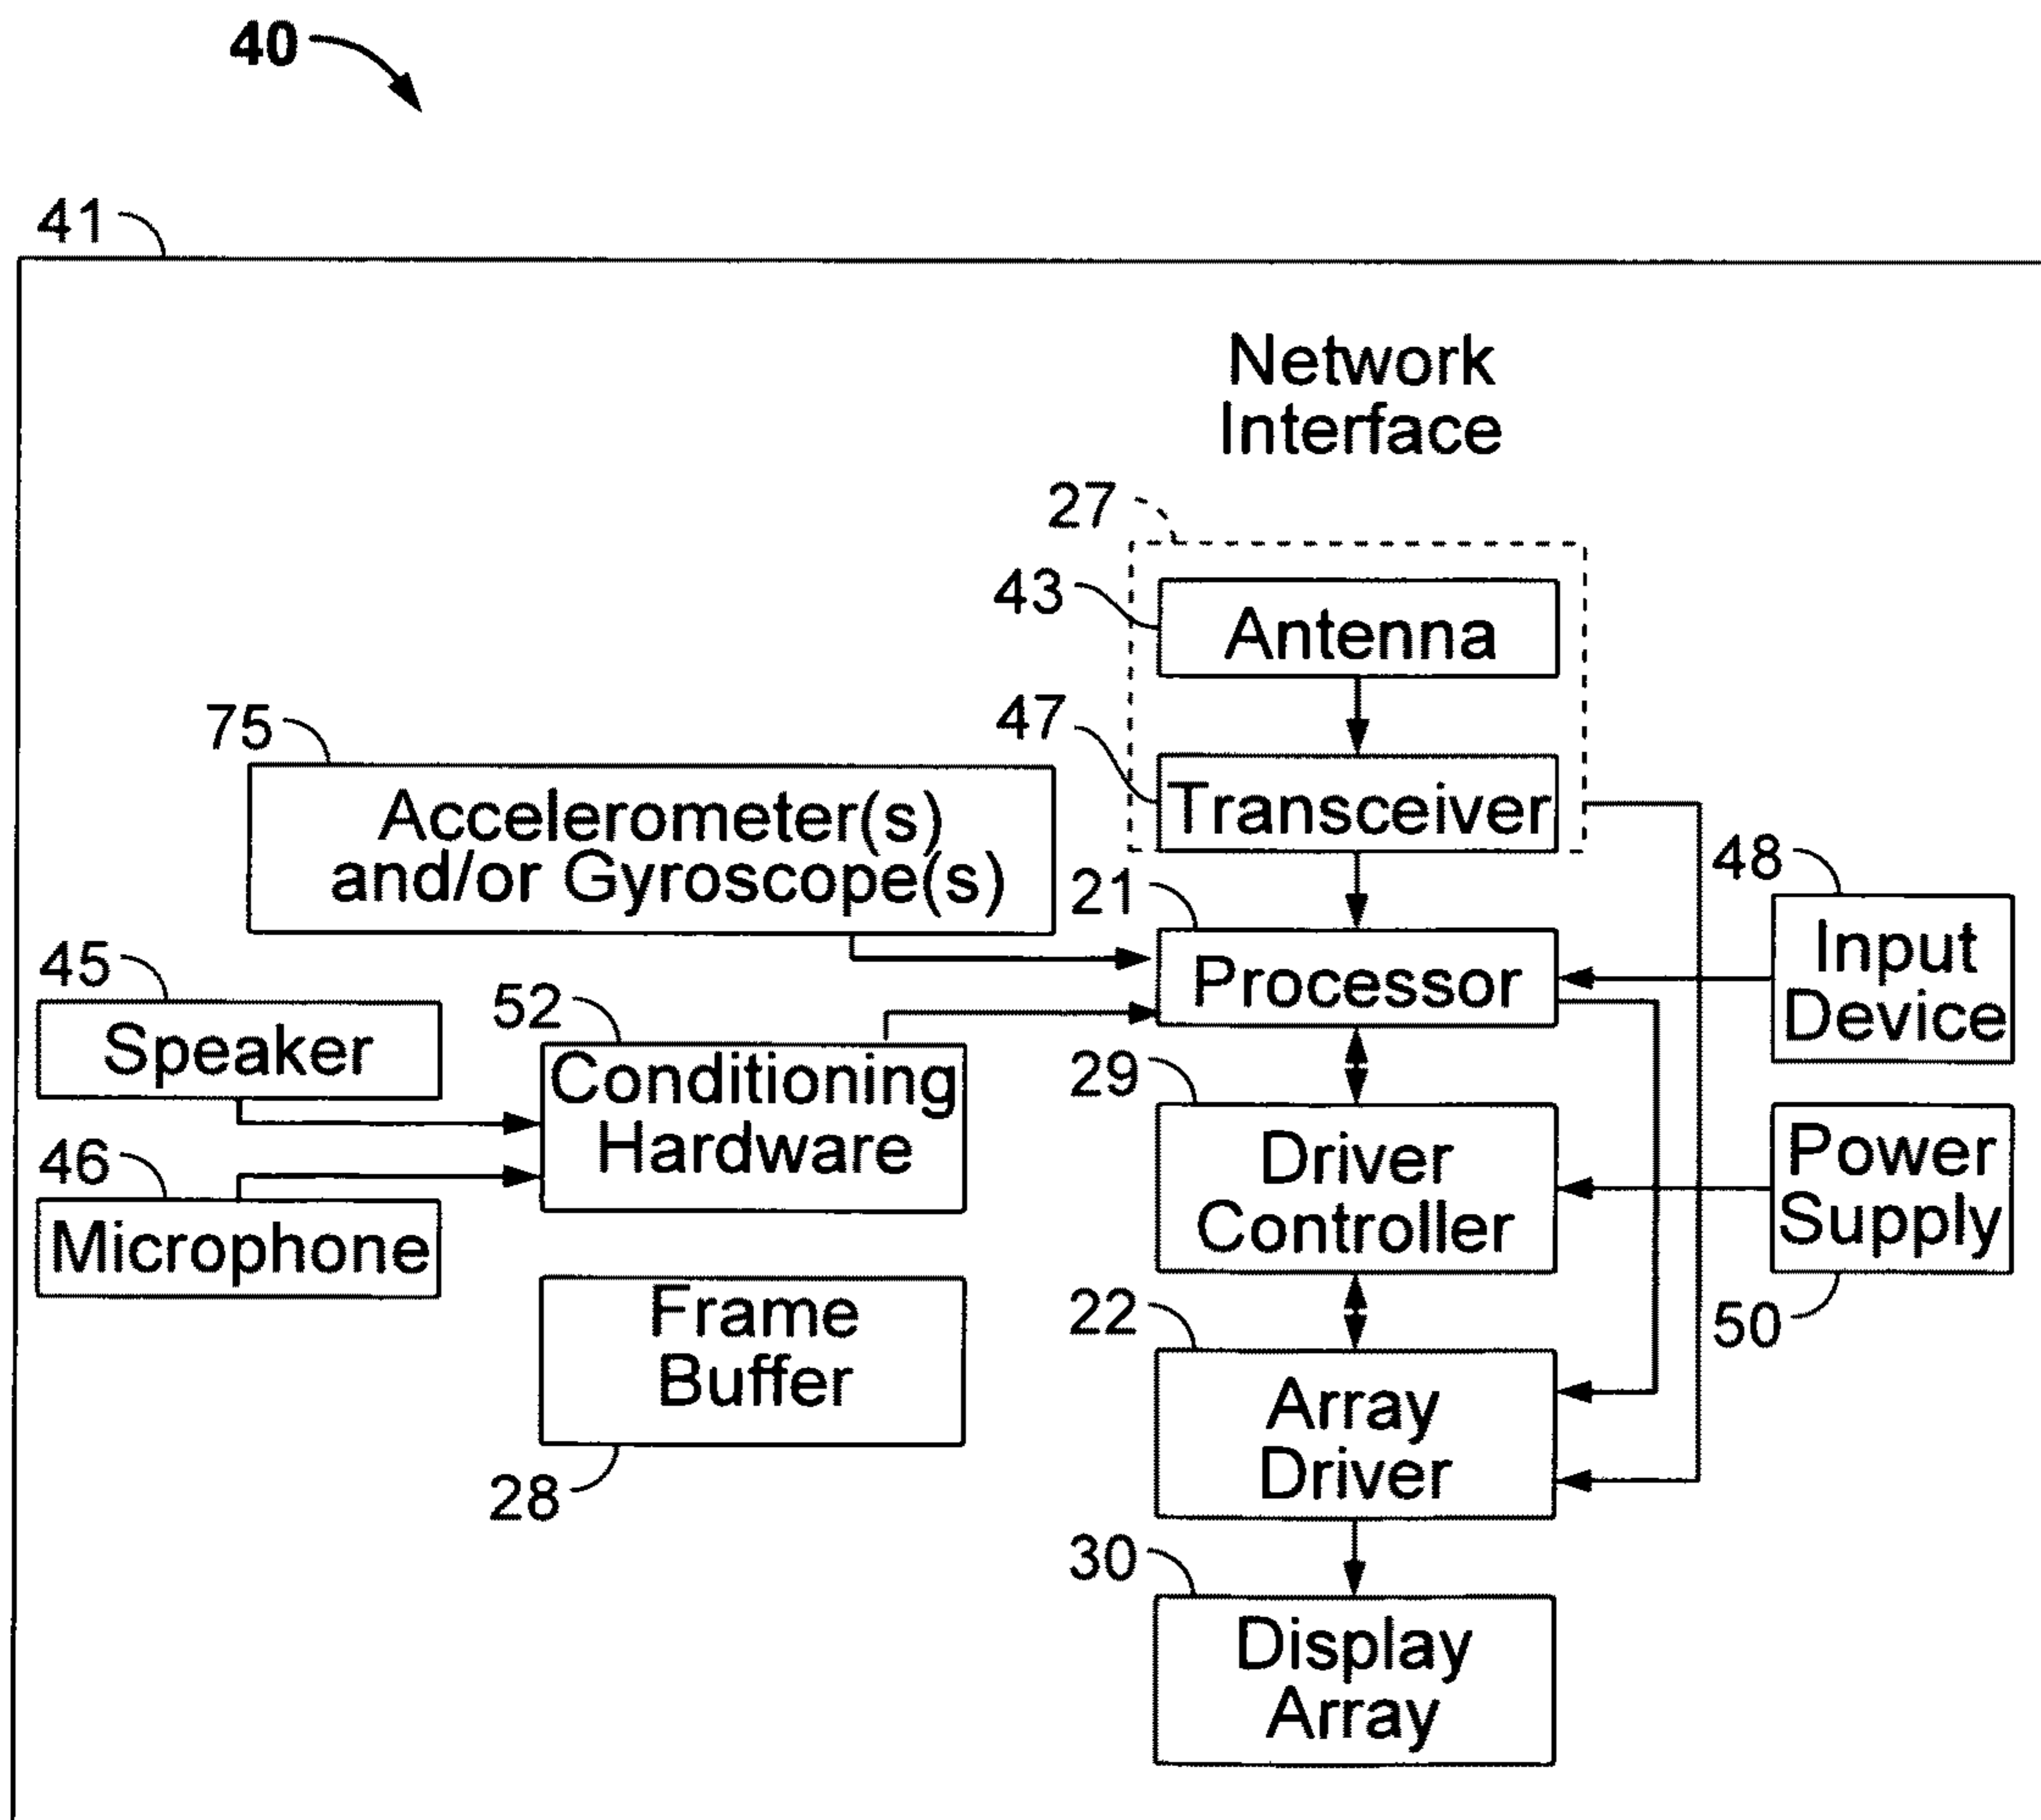 40
41
Network
Interface
27
43
Antenna
47
Transceiver
75
Accelerometer(s)
and/or Gyroscope(s)
21
Processor
48
Input
Device
45
Speaker
52
Conditioning
Hardware
46
Microphone
29
Driver
Controller
Power
Supply
50
Frame
Buffer
28
22
Array
Driver
30
Display
Array